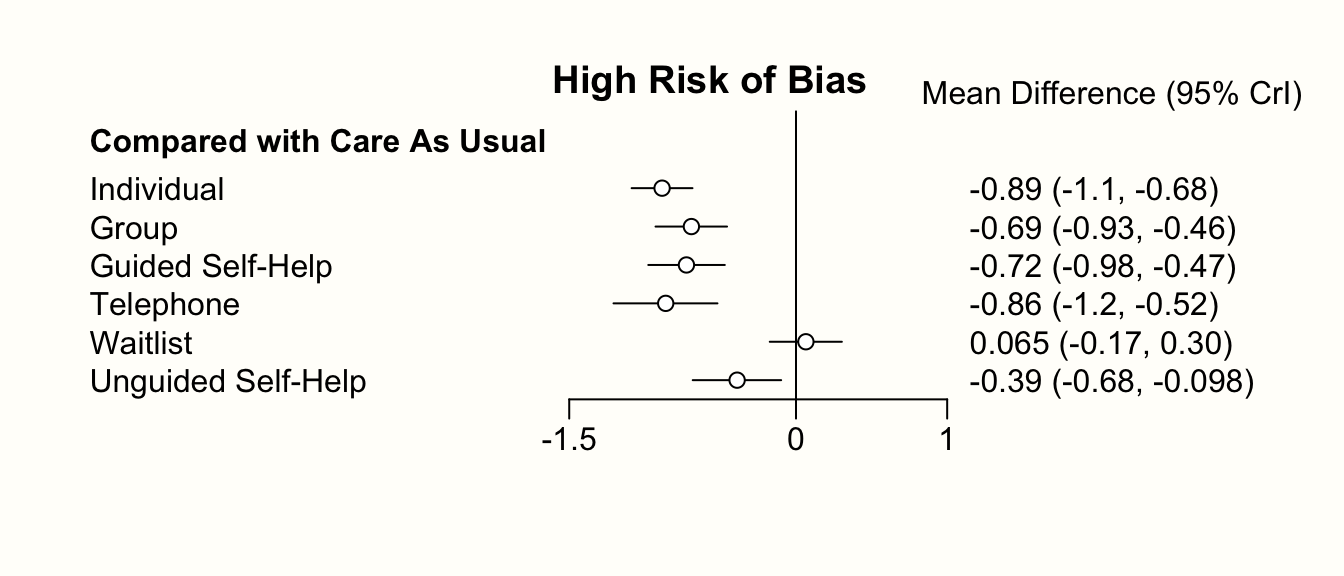 High Risk of Bias
Mean Difference (95% CrI)
Compared with Care As Usual
Individual -0.89 (-1.1, -0.68)
Group -0.69 (-0.93, -0.46)
Guided Self-Help -0.72 (-0.98, -0.47)
Telephone -0.86 (-1.2, -0.52)
Waitlist 0.065 (-0.17, 0.30)
Unguided Self-Help -0.39 (-0.68, -0.098)
-1.5 0 1